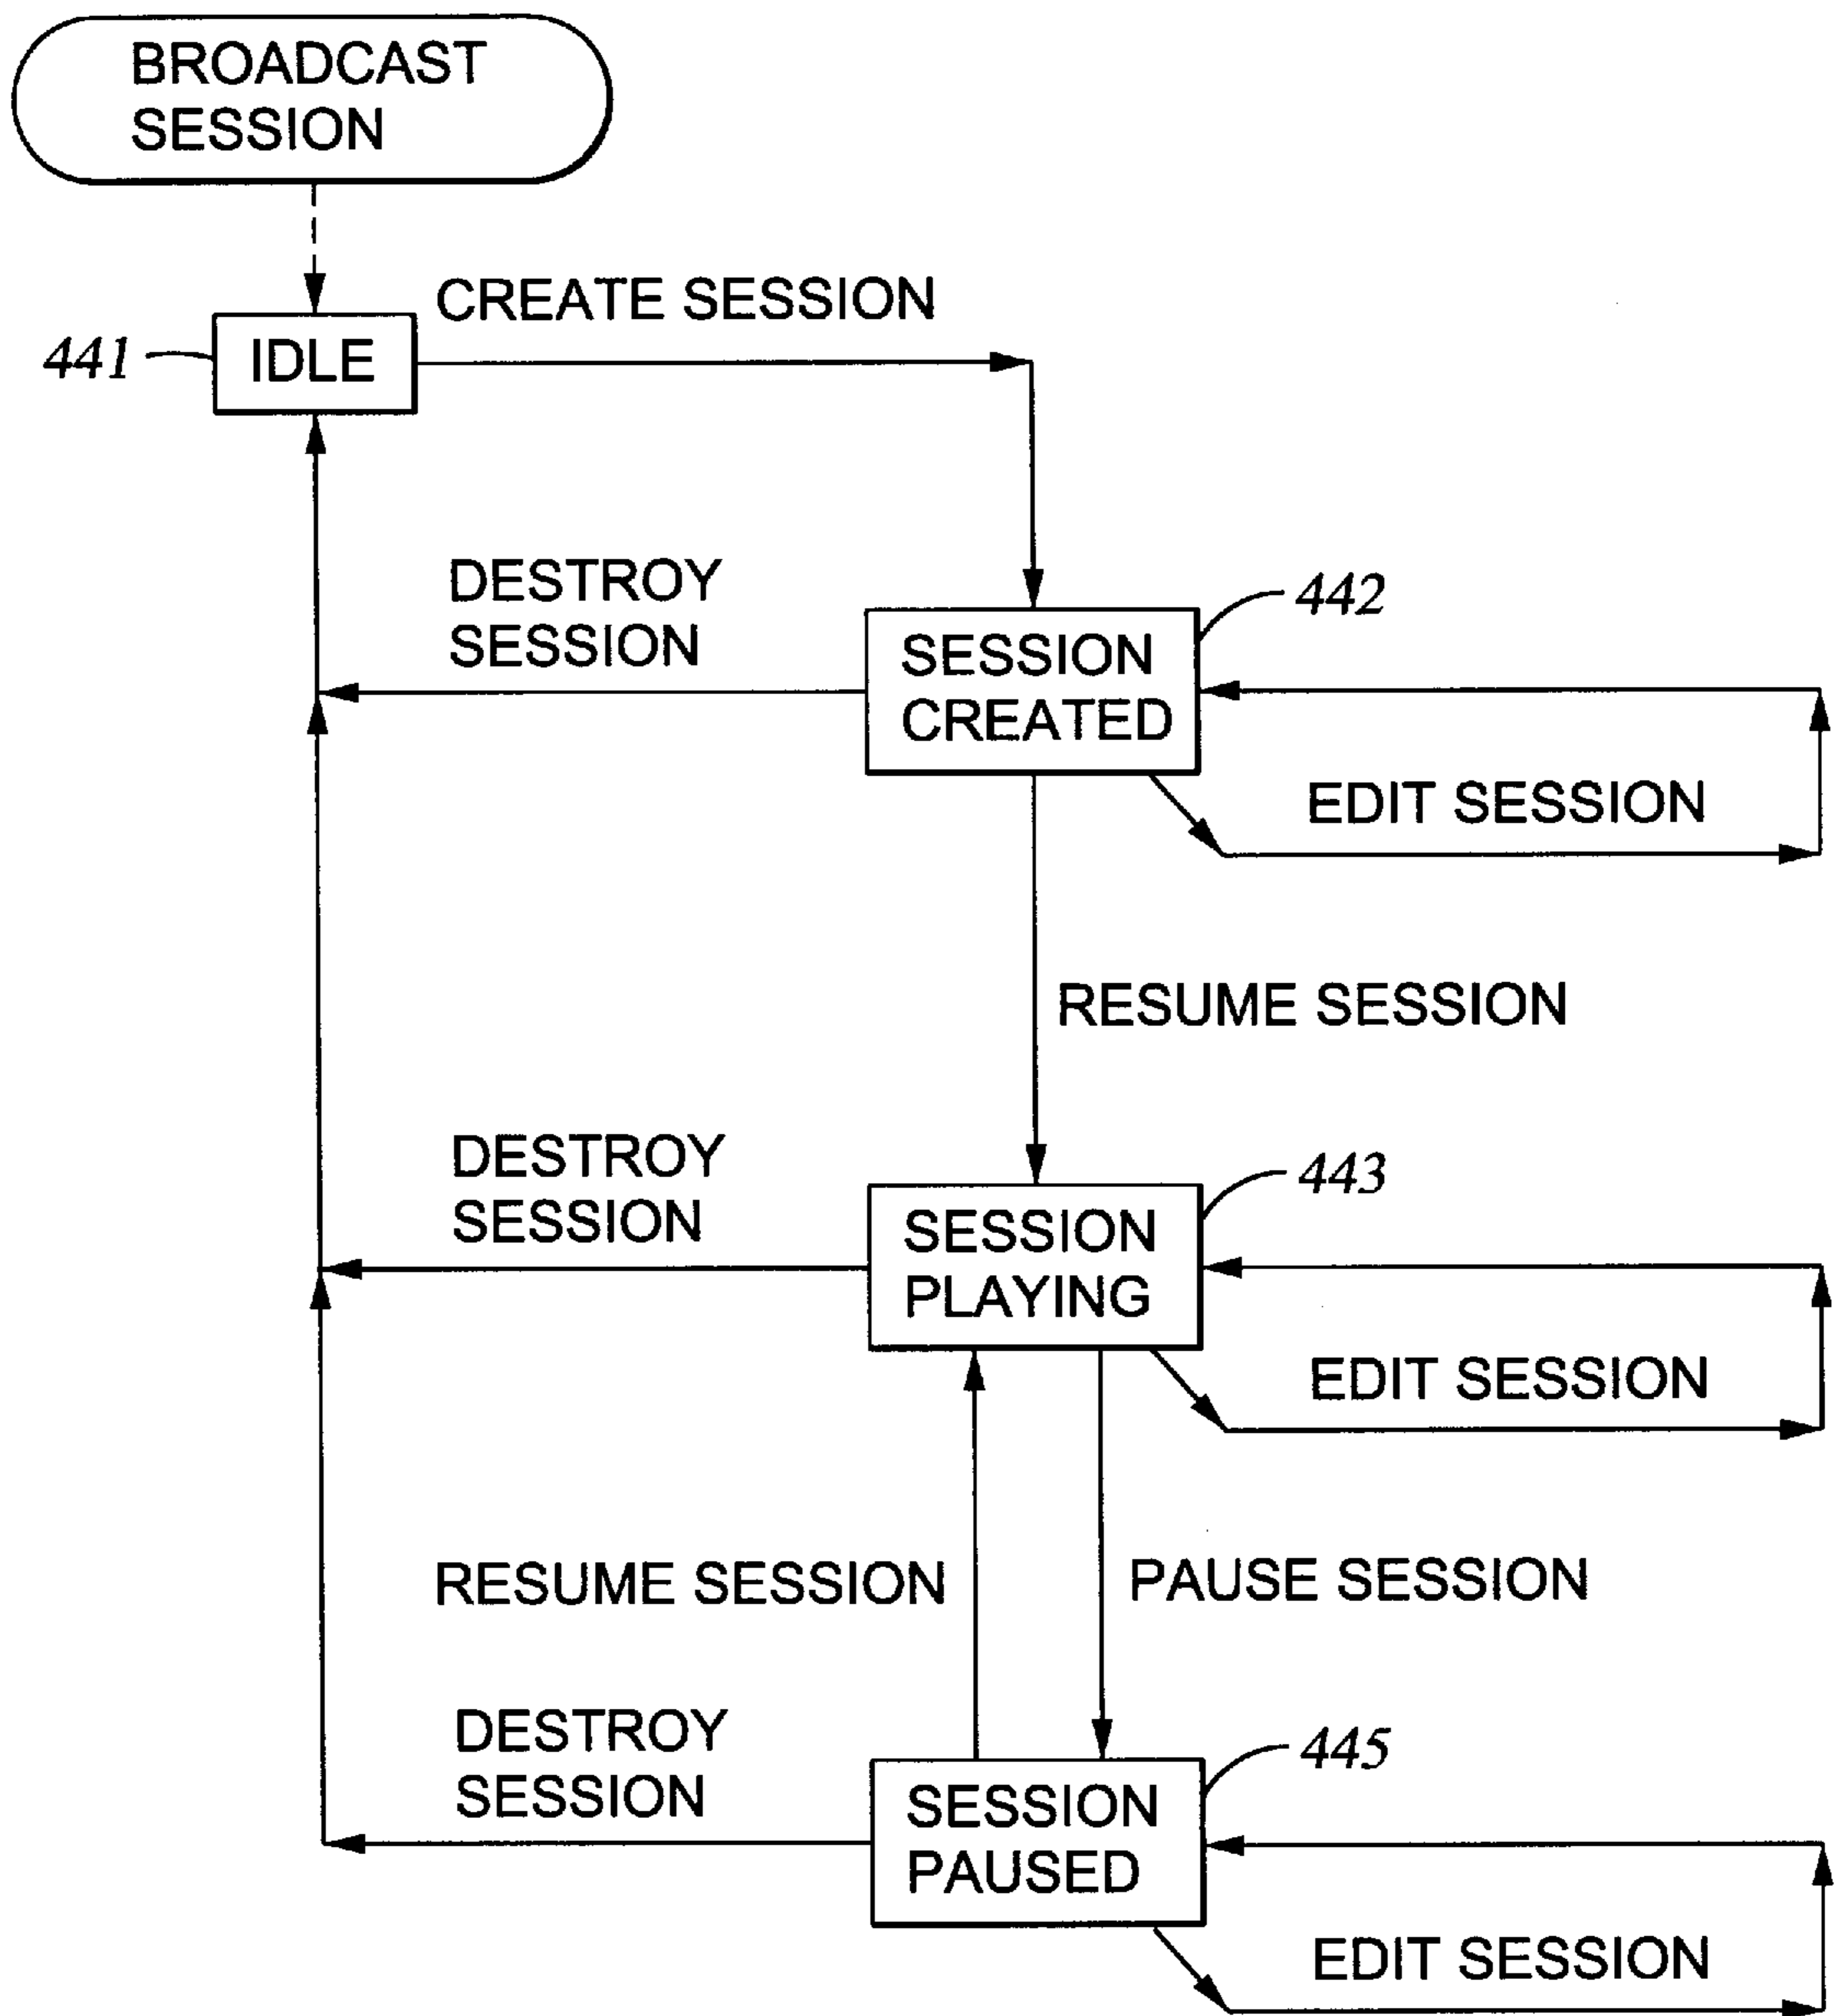 BROADCAST
SESSION
CREATE SESSION
441
IDLE
DESTROY
SESSION
442
SESSION
CREATED
EDIT SESSION
RESUME SESSION
DESTROY
SESSION
443
SESSION
PLAYING
EDIT SESSION
RESUME SESSION
PAUSE SESSION
DESTROY
SESSION
445
SESSION
PAUSED
EDIT SESSION